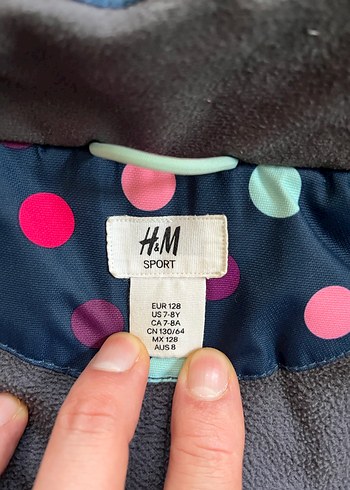 H&M
SPORT
EUR 128
US 7-8Y
CA 7-8A
CN 130/64
MX 128
AUS 8